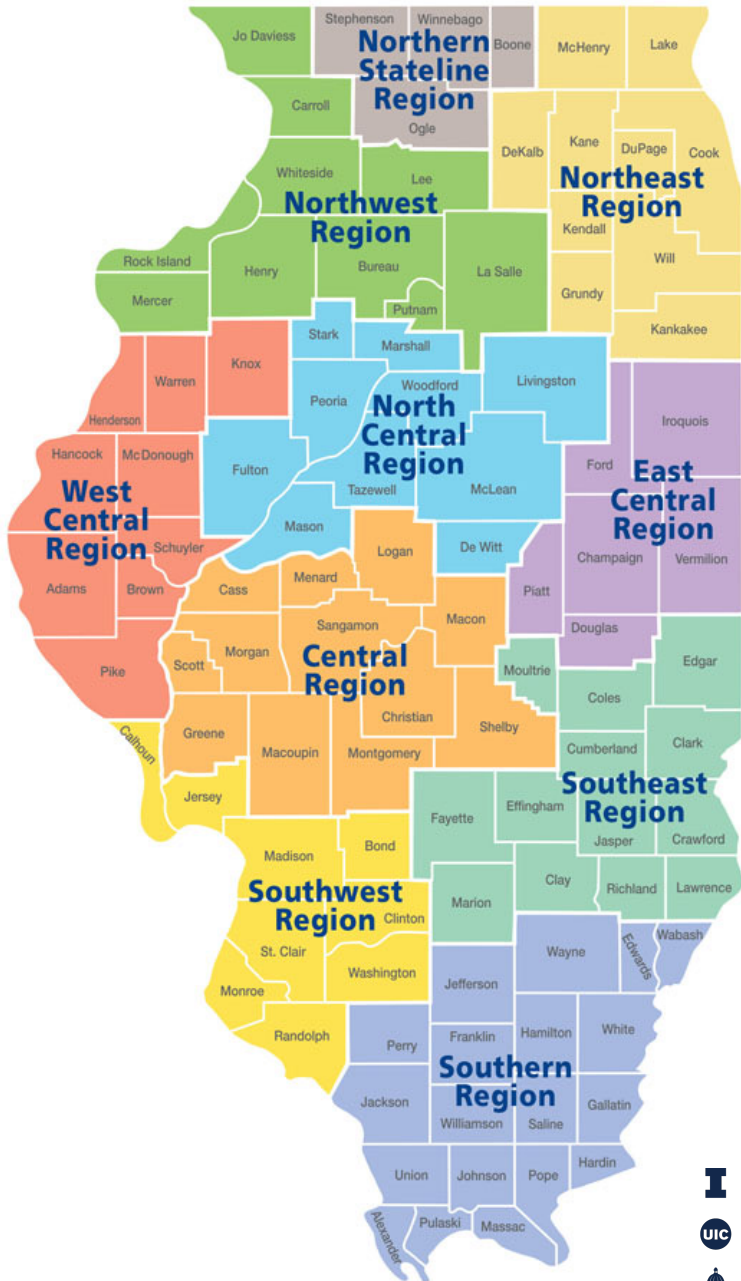 Jo Daviess
Stephenson
Winnebago
Boone
McHenry
Lake
Northern
Stateline
Region
Carroll
Ogle
DeKalb
Kane
DuPage
Cook
Northeast
Region
Whiteside
Lee
Northwest
Region
Kendall
Will
Rock Island
Henry
Bureau
La Salle
Grundy
Mercer
Putnam
Kankakee
Stark
Marshall
Warren
Knox
Peoria
Woodford
Livingston
Henderson
North
Central
Region
Iroquois
Hancock
McDonough
Fulton
Tazewell
McLean
Ford
East
Central
Region
West
Central
Region
Mason
Schuyler
Logan
De Witt
Champaign
Vermilion
Adams
Brown
Cass
Menard
Piatt
Sangamon
Macon
Douglas
Pike
Scott
Morgan
Central
Region
Moultrie
Edgar
Christian
Coles
Calhoun
Greene
Macoupin
Montgomery
Shelby
Cumberland
Clark
Southeast
Region
Jersey
Effingham
Fayette
Jasper
Crawford
Madison
Bond
Clay
Richland
Lawrence
Southwest
Region
Marion
Clinton
St. Clair
Washington
Wayne
Edwards
Wabash
Monroe
Jefferson
Randolph
Perry
Franklin
Hamilton
White
Southern
Region
Jackson
Williamson
Saline
Gallatin
Union
Johnson
Pope
Hardin
Alexander
Pulaski
Massac
I
UIC